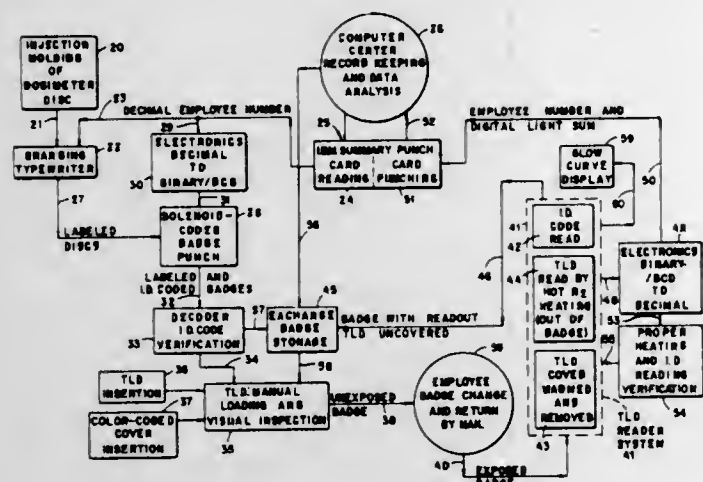 INJECTION
MOLDING
OF
DOSIMETER
DISC
20
21
23
DECIMAL EMPLOYEE NUMBER
29
BRANDING
TYPEWRITER
22
27
LABELED
DISCS
ELECTRONICS
DECIMAL
TO
BINARY/BCD
30
31
SOLENOID-
CODED
BADGE
PUNCH
28
LABELED AND
I.D. CODED BADGES
32
DECODER
I.D. CODE
VERIFICATION
33
34
57
TLD
INSERTION
36
COLOR-CODED
COVER
INSERTION
37
TLD MANUAL
LOADING AND
VISUAL INSPECTION
35
COMPUTER
CENTER
RECORD KEEPING
AND DATA
ANALYSIS
26
25
52
IBM SUMMARY PUNCH
CARD READING
CARD PUNCHING
24
51
56
EXCHARGE
BADGE
STORAGE
45
58
BADGE WITH READOUT
TLD UNCOVERED
46
UNEXPOSED
BADGE
38
EMPLOYEE
BADGE CHANGE
AND RETURN
BY MAIL
39
40
EXPOSED
BADGE
EMPLOYEE NUMBER AND
DIGITAL LIGHT SUM
50
GLOW
CURVE
DISPLAY
59
60
41
I.D.
CODE
READ
42
TLD
READ BY
HOT N2
HEATING
(OUT OF
BADGE)
44
TLD
COVER
WARMED
AND
REMOVED
43
ELECTRONICS
BINARY-
/BCD
TO
DECIMAL
48
53
55
PROPER
HEATING
AND I.D
READING
VERIFICATION
54
TLD
READER
SYSTEM
41